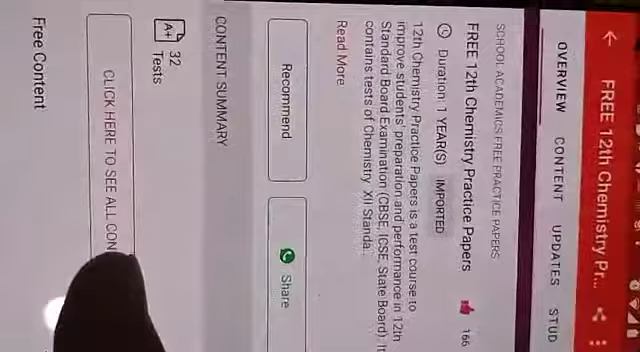 FREE 12th Chemistry Pr...
OVERVIEW CONTENT UPDATES STUD
SCHOOL ACADEMICS FREE PRACTICE PAPERS
FREE 12th Chemistry Practice Papers
166
Duration: 1 YEAR(S) IMPORTED
12th Chemistry Practice Papers is a test course to
improve students' preparation and performance in 12th
Standard Board Examination (CBSE, ICSE, State Board). It
contains tests of Chemistry XII Standa...
Read More
Recommend
Share
CONTENT SUMMARY
A+
32
Tests
CLICK HERE TO SEE ALL CON
Free Content